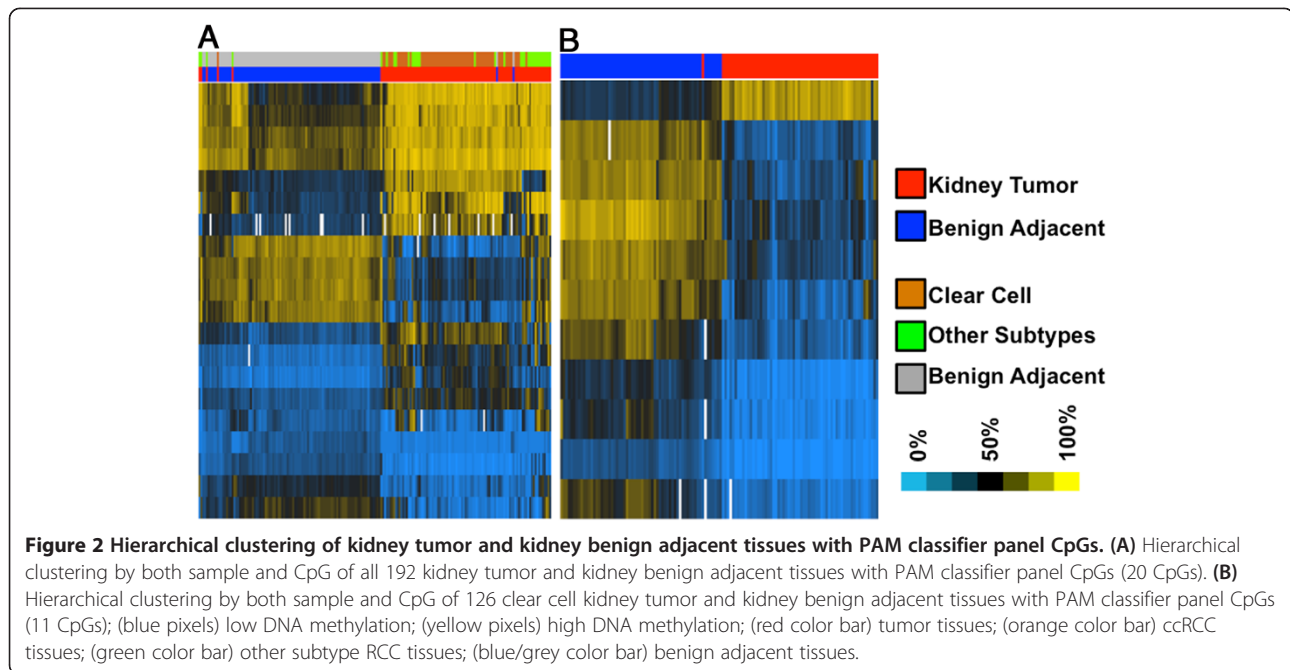 A
B
Kidney Tumor
Benign Adjacent
Clear Cell
Other Subtypes
Benign Adjacent
0%
50%
100%
Figure 2 Hierarchical clustering of kidney tumor and kidney benign adjacent tissues with PAM classifier panel CpGs. (A) Hierarchical
clustering by both sample and CpG of all 192 kidney tumor and kidney benign adjacent tissues with PAM classifier panel CpGs (20 CpGs). (B)
Hierarchical clustering by both sample and CpG of 126 clear cell kidney tumor and kidney benign adjacent tissues with PAM classifier panel CpGs
(11 CpGs); (blue pixels) low DNA methylation; (yellow pixels) high DNA methylation; (red color bar) tumor tissues; (orange color bar) ccRCC
tissues; (green color bar) other subtype RCC tissues; (blue/grey color bar) benign adjacent tissues.